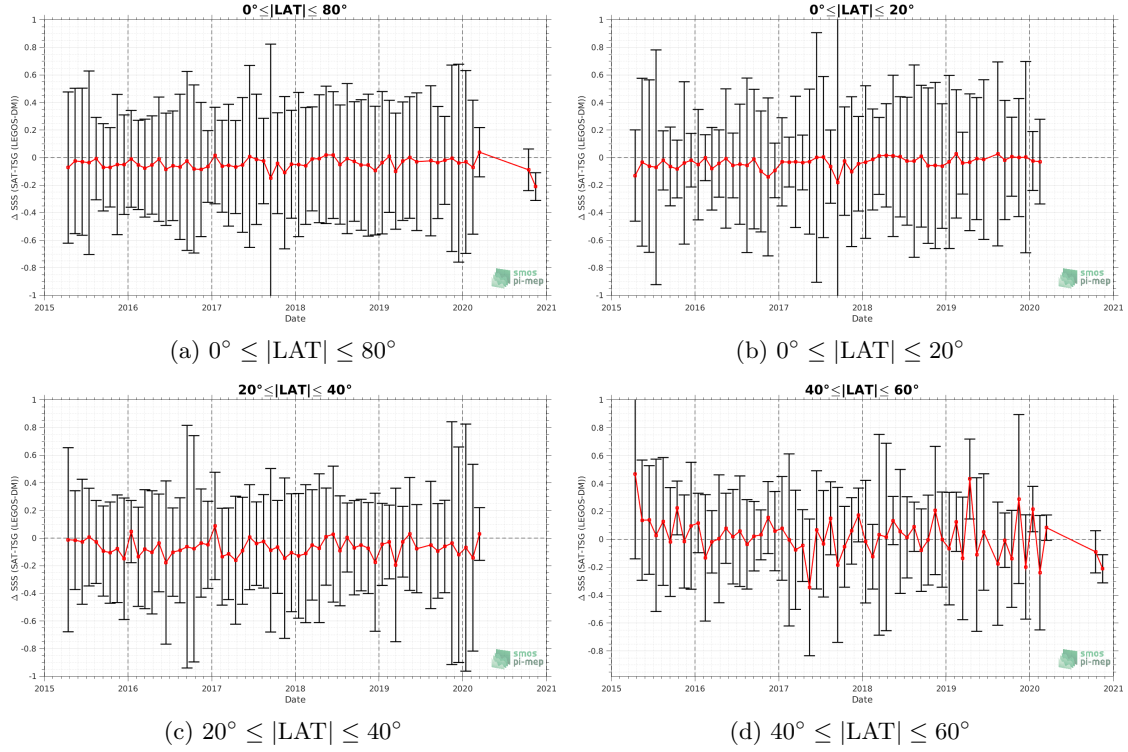 0°≤|LAT|≤ 80°
Δ SSS (SAT-TSG (LEGOS-DM))
1
0.8
0.6
0.4
0.2
0
-0.2
-0.4
-0.6
-0.8
-1
2015 2016 2017 2018 2019 2020 2021
Date
smos
pi-mep
(a) 0° ≤ |LAT| ≤ 80°
0°≤|LAT|≤ 20°
Δ SSS (SAT-TSG (LEGOS-DM))
1
0.8
0.6
0.4
0.2
0
-0.2
-0.4
-0.6
-0.8
-1
2015 2016 2017 2018 2019 2020 2021
Date
smos
pi-mep
(b) 0° ≤ |LAT| ≤ 20°
20°≤|LAT|≤ 40°
Δ SSS (SAT-TSG (LEGOS-DM))
1
0.8
0.6
0.4
0.2
0
-0.2
-0.4
-0.6
-0.8
-1
2015 2016 2017 2018 2019 2020 2021
Date
smos
pi-mep
(c) 20° ≤ |LAT| ≤ 40°
40°≤|LAT|≤ 60°
Δ SSS (SAT-TSG (LEGOS-DM))
0.8
0.6
0.4
0.2
0
-0.2
-0.4
-0.6
-0.8
2015 2016 2017 2018 2019 2020 2021
Date
smos
pi-mep
(d) 40° ≤ |LAT| ≤ 60°